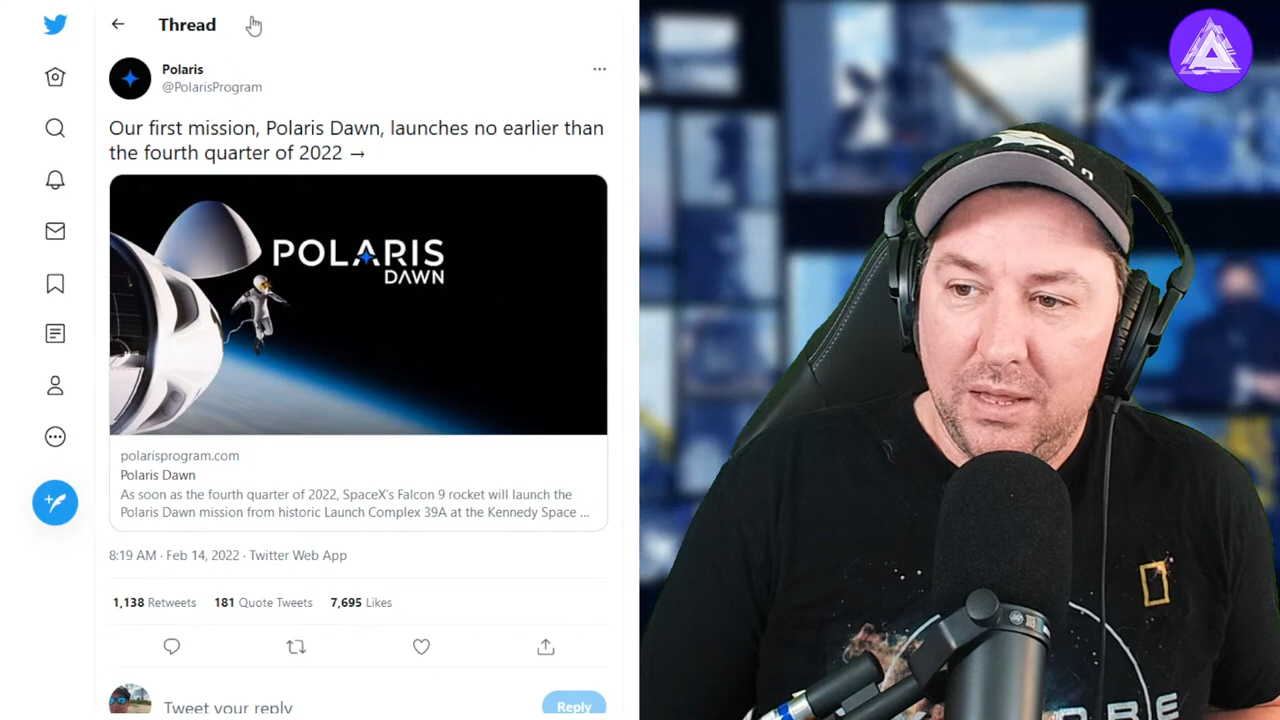 Thread
Polaris
@PolarisProgram
Our first mission, Polaris Dawn, launches no earlier than
the fourth quarter of 2022 →
POLARIS
DAWN
polarisprogram.com
Polaris Dawn
As soon as the fourth quarter of 2022, SpaceX's Falcon 9 rocket will launch the
Polaris Dawn mission from historic Launch Complex 39A at the Kennedy Space ...
8:19 AM · Feb 14, 2022 · Twitter Web App
1,138 Retweets 181 Quote Tweets 7,695 Likes
Tweet your reply
Reply